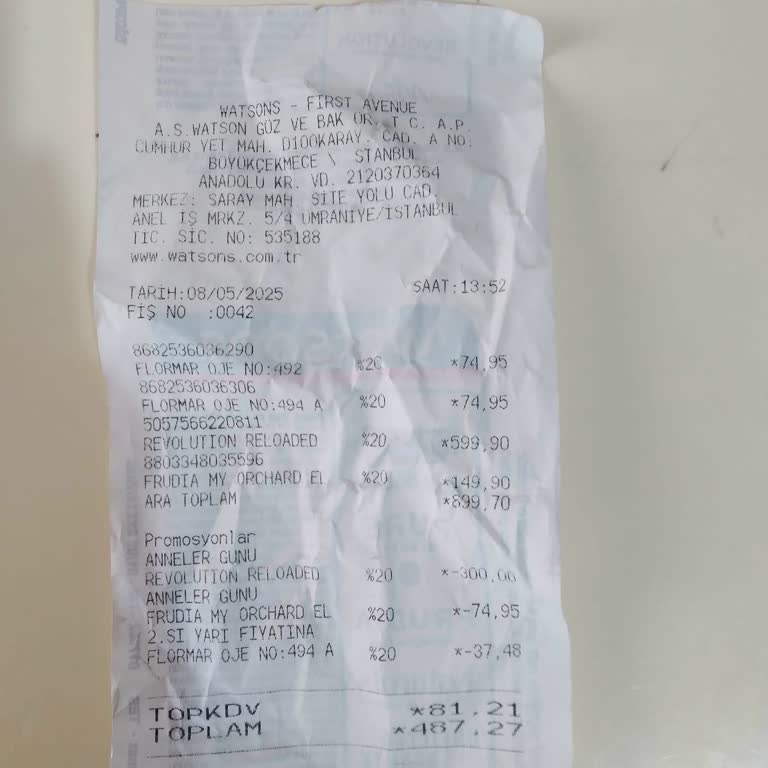 WATSONS - FIRST AVENUE
A.S.WATSON GÜZ VE BAK ÜR. T C. A.P.
CUMHUR YET MAH. D100KARAY. CAD. A NO:
BÜYÜKÇEKMECE \ STANBUL
ANADOLU KR. VD. 2120370364
MERKEZ: SARAY MAH SİTE YOLU CAD.
ANEL İŞ MRKZ. 5/4 ÜMRANİYE/İSTANBUL
TİC. SİC. NO: 535188
www.watsons.com.tr
TARİH:08/05/2025 SAAT:13:52
FİŞ NO :0042
8682536036290
FLORMAR OJE NO:492 %20 *74,95
8682536036306
FLORMAR OJE NO:494 A %20 *74,95
5057566220811
REVOLUTION RELOADED %20 *599,90
8803348035596
FRUDIA MY ORCHARD EL %20 *149,90
ARA TOPLAM *899,70
Promosyonlar
ANNELER GUNU
REVOLUTION RELOADED %20 *-300,00
ANNELER GUNU
FRUDIA MY ORCHARD EL %20 *-74,95
2.SI YARI FIYATINA
FLORMAR OJE NO:494 A %20 *-37,48
TOPKDV *81.21
TOPLAM *487,27